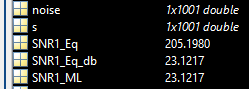 noise 1x1001 double
s 1x1001 double
SNR1_Eq 205.1980
SNR1_Eq_db 23.1217
SNR1_ML 23.1217